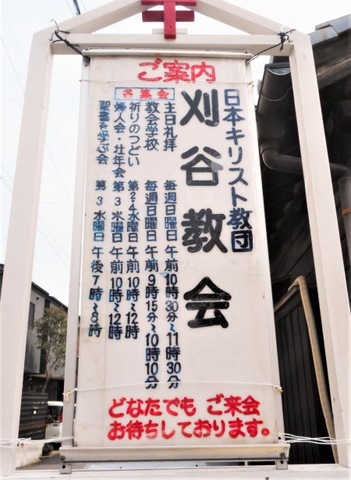 ご案内
日本キリスト教団
刈谷教会
各集会
主日礼拝 毎週日曜日 午前10時30分~11時30分
教会学校 毎週日曜日 午前9時15分~10時10分
祈りのつどい 第2.4水曜日 午前10時~12時
婦人会・壮年会 第3水曜日 午前10時~12時
聖書を学ぶ会 第3水曜日 午後7時~8時
どなたでも ご来会
お待ちしております。